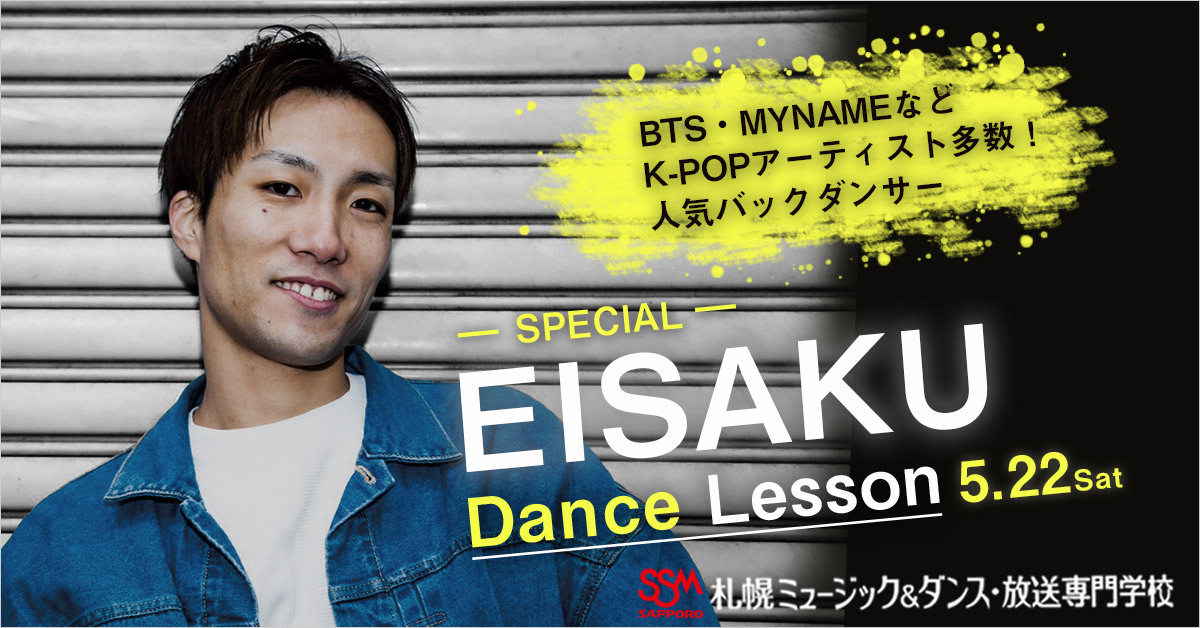 BTS・MYNAMEなど
K-POPアーティスト多数！
人気バックダンサー
SPECIAL
EISAKU
Dance Lesson 5.22Sat
SSM SAPPORO 札幌ミュージック&ダンス・放送専門学校